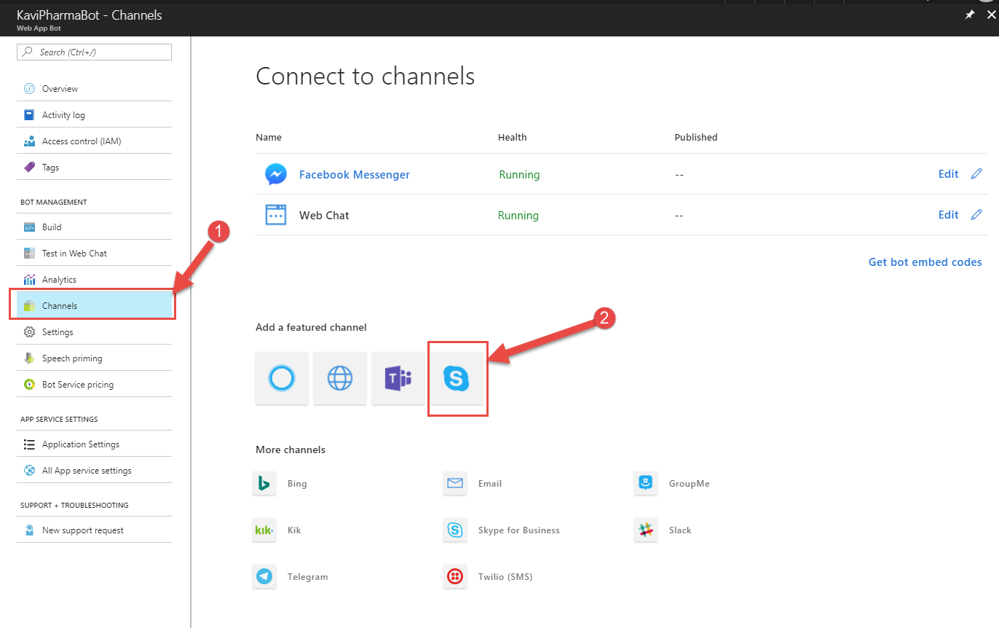 KaviPharmaBot - Channels
Web App Bot
Search (Ctrl+/)
Overview
Activity log
Access control (IAM)
Tags
BOT MANAGEMENT
Build
Test in Web Chat
Analytics
Channels
Settings
Speech priming
Bot Service pricing
APP SERVICE SETTINGS
Application Settings
All App service settings
SUPPORT + TROUBLESHOOTING
New support request
1
Connect to channels
Name Health Published
Facebook Messenger Running -- Edit
Web Chat Running -- Edit
Get bot embed codes
2
Add a featured channel
T
S
More channels
b Bing
Email
# GroupMe
kik Kik
S Skype for Business
Slack
Telegram
Twilio (SMS)